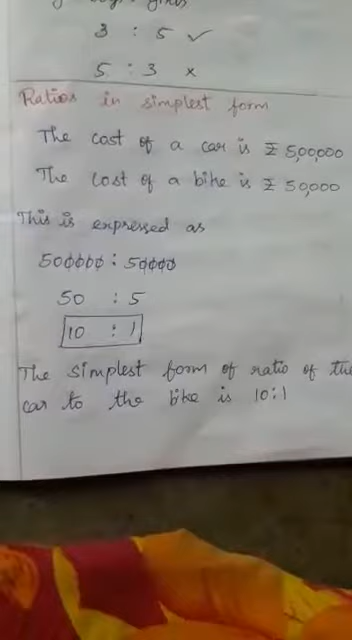 3 : 5 ✓
5 : 3 ×
Ratios in simplest form
The cost of a car is ₹ 5,00,000
The cost of a bike is ₹ 50,000
This is expressed as
500000 : 50000
50 : 5
10 : 1
The simplest form of ratio of the
car to the bike is 10:1